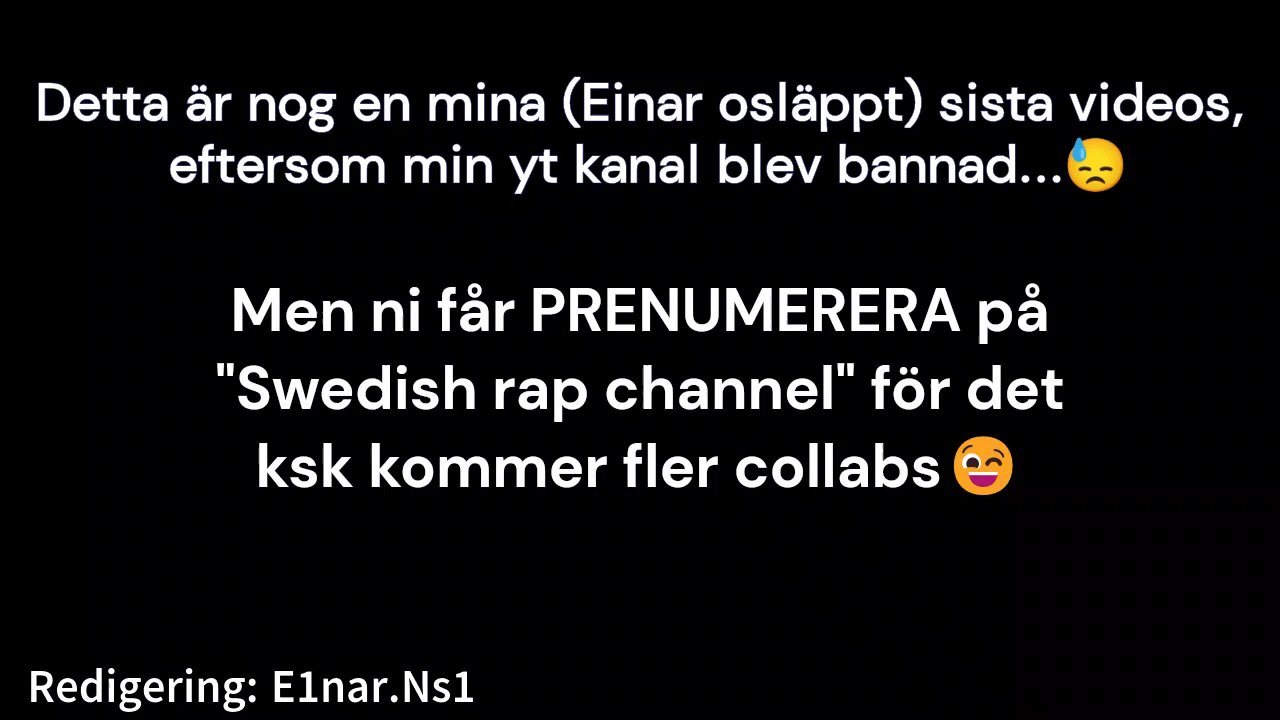 Detta är nog en mina (Einar osläppt) sista videos,
eftersom min yt kanal blev bannad...😓
Men ni får PRENUMERERA på
"Swedish rap channel" för det
ksk kommer fler collabs😄
Redigering: E1nar.Ns1